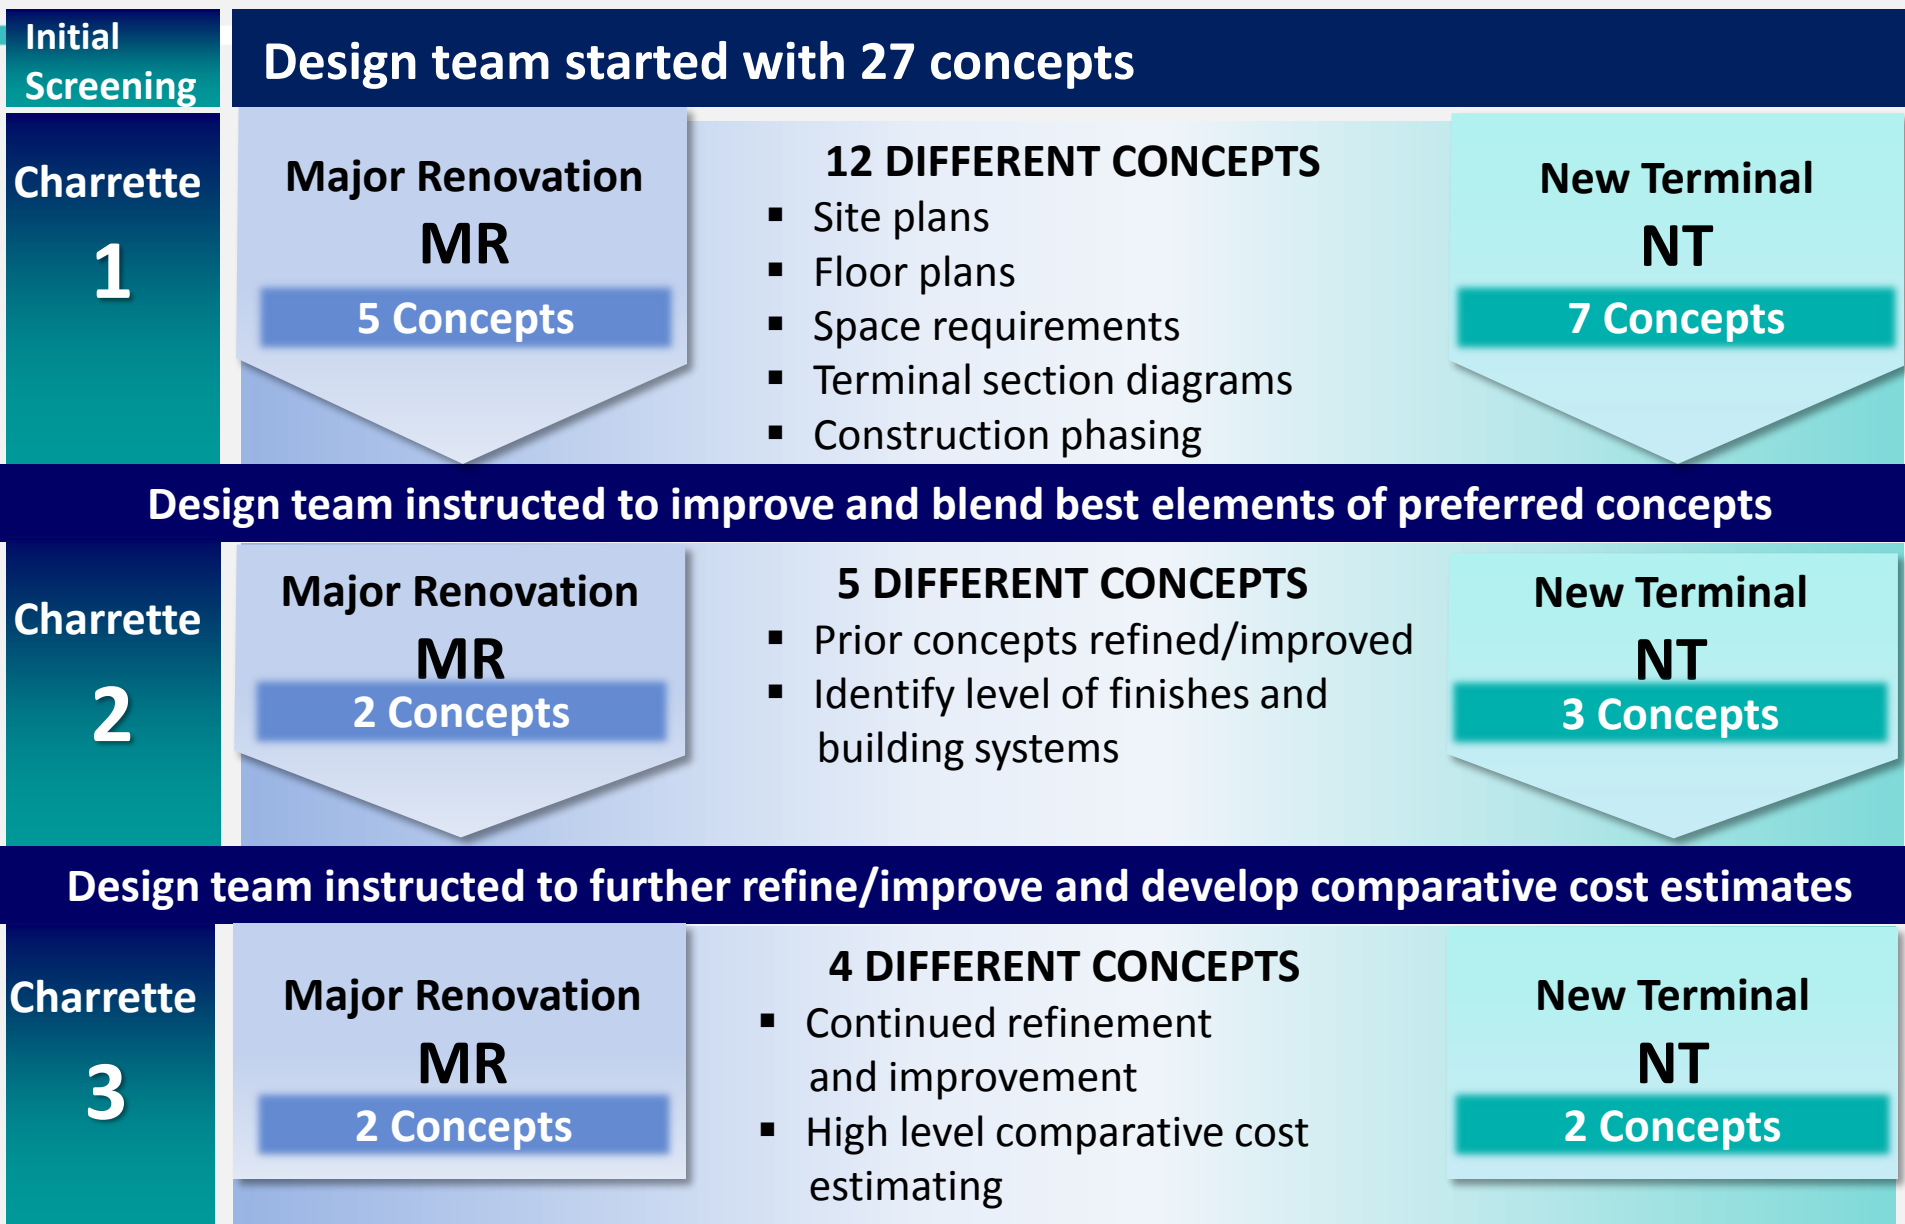 Initial
Screening
Design team started with 27 concepts
Charrette
1
Major Renovation
MR
5 Concepts
12 DIFFERENT CONCEPTS
▪ Site plans
▪ Floor plans
▪ Space requirements
▪ Terminal section diagrams
▪ Construction phasing
New Terminal
NT
7 Concepts
Design team instructed to improve and blend best elements of preferred concepts
Charrette
2
Major Renovation
MR
2 Concepts
5 DIFFERENT CONCEPTS
▪ Prior concepts refined/improved
▪ Identify level of finishes and
building systems
New Terminal
NT
3 Concepts
Design team instructed to further refine/improve and develop comparative cost estimates
Charrette
3
Major Renovation
MR
2 Concepts
4 DIFFERENT CONCEPTS
▪ Continued refinement
and improvement
▪ High level comparative cost
estimating
New Terminal
NT
2 Concepts